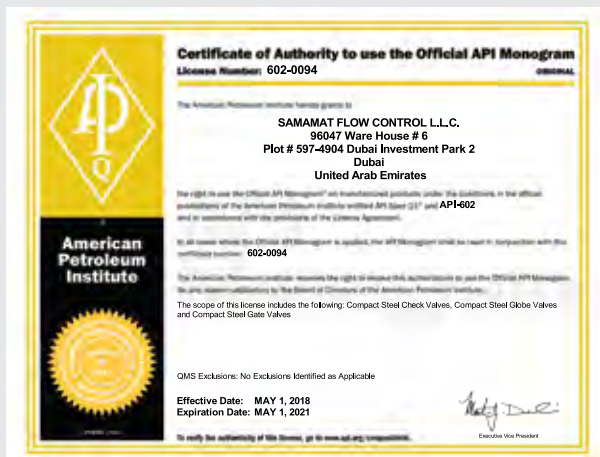 Certificate of Authority to use the Official API Monogram
License Number: 602-0094
ORIGINAL
The American Petroleum Institute hereby grants to
SAMAMAT FLOW CONTROL L.L.C.
96047 Ware House # 6
Plot # 597-4904 Dubai Investment Park 2
Dubai
United Arab Emirates
the right to use the Official API Monogram® on manufactured products under the conditions in the official
publications of the American Petroleum Institute entitled API Spec Q1® and API-602
and in accordance with the provisions of the License Agreement.
In all cases where the Official API Monogram is applied, the API Monogram shall be used in conjunction with this
certificate number: 602-0094
The American Petroleum Institute reserves the right to revoke this authorization to use the Official API Monogram
for any reason satisfactory to the Board of Directors of the American Petroleum Institute.
The scope of this license includes the following: Compact Steel Check Valves, Compact Steel Globe Valves
and Compact Steel Gate Valves
QMS Exclusions: No Exclusions Identified as Applicable
Effective Date: MAY 1, 2018
Expiration Date: MAY 1, 2021
To verify the authenticity of this license, go to www.api.org/compositelist.
Executive Vice President
API
Q
American
Petroleum
Institute